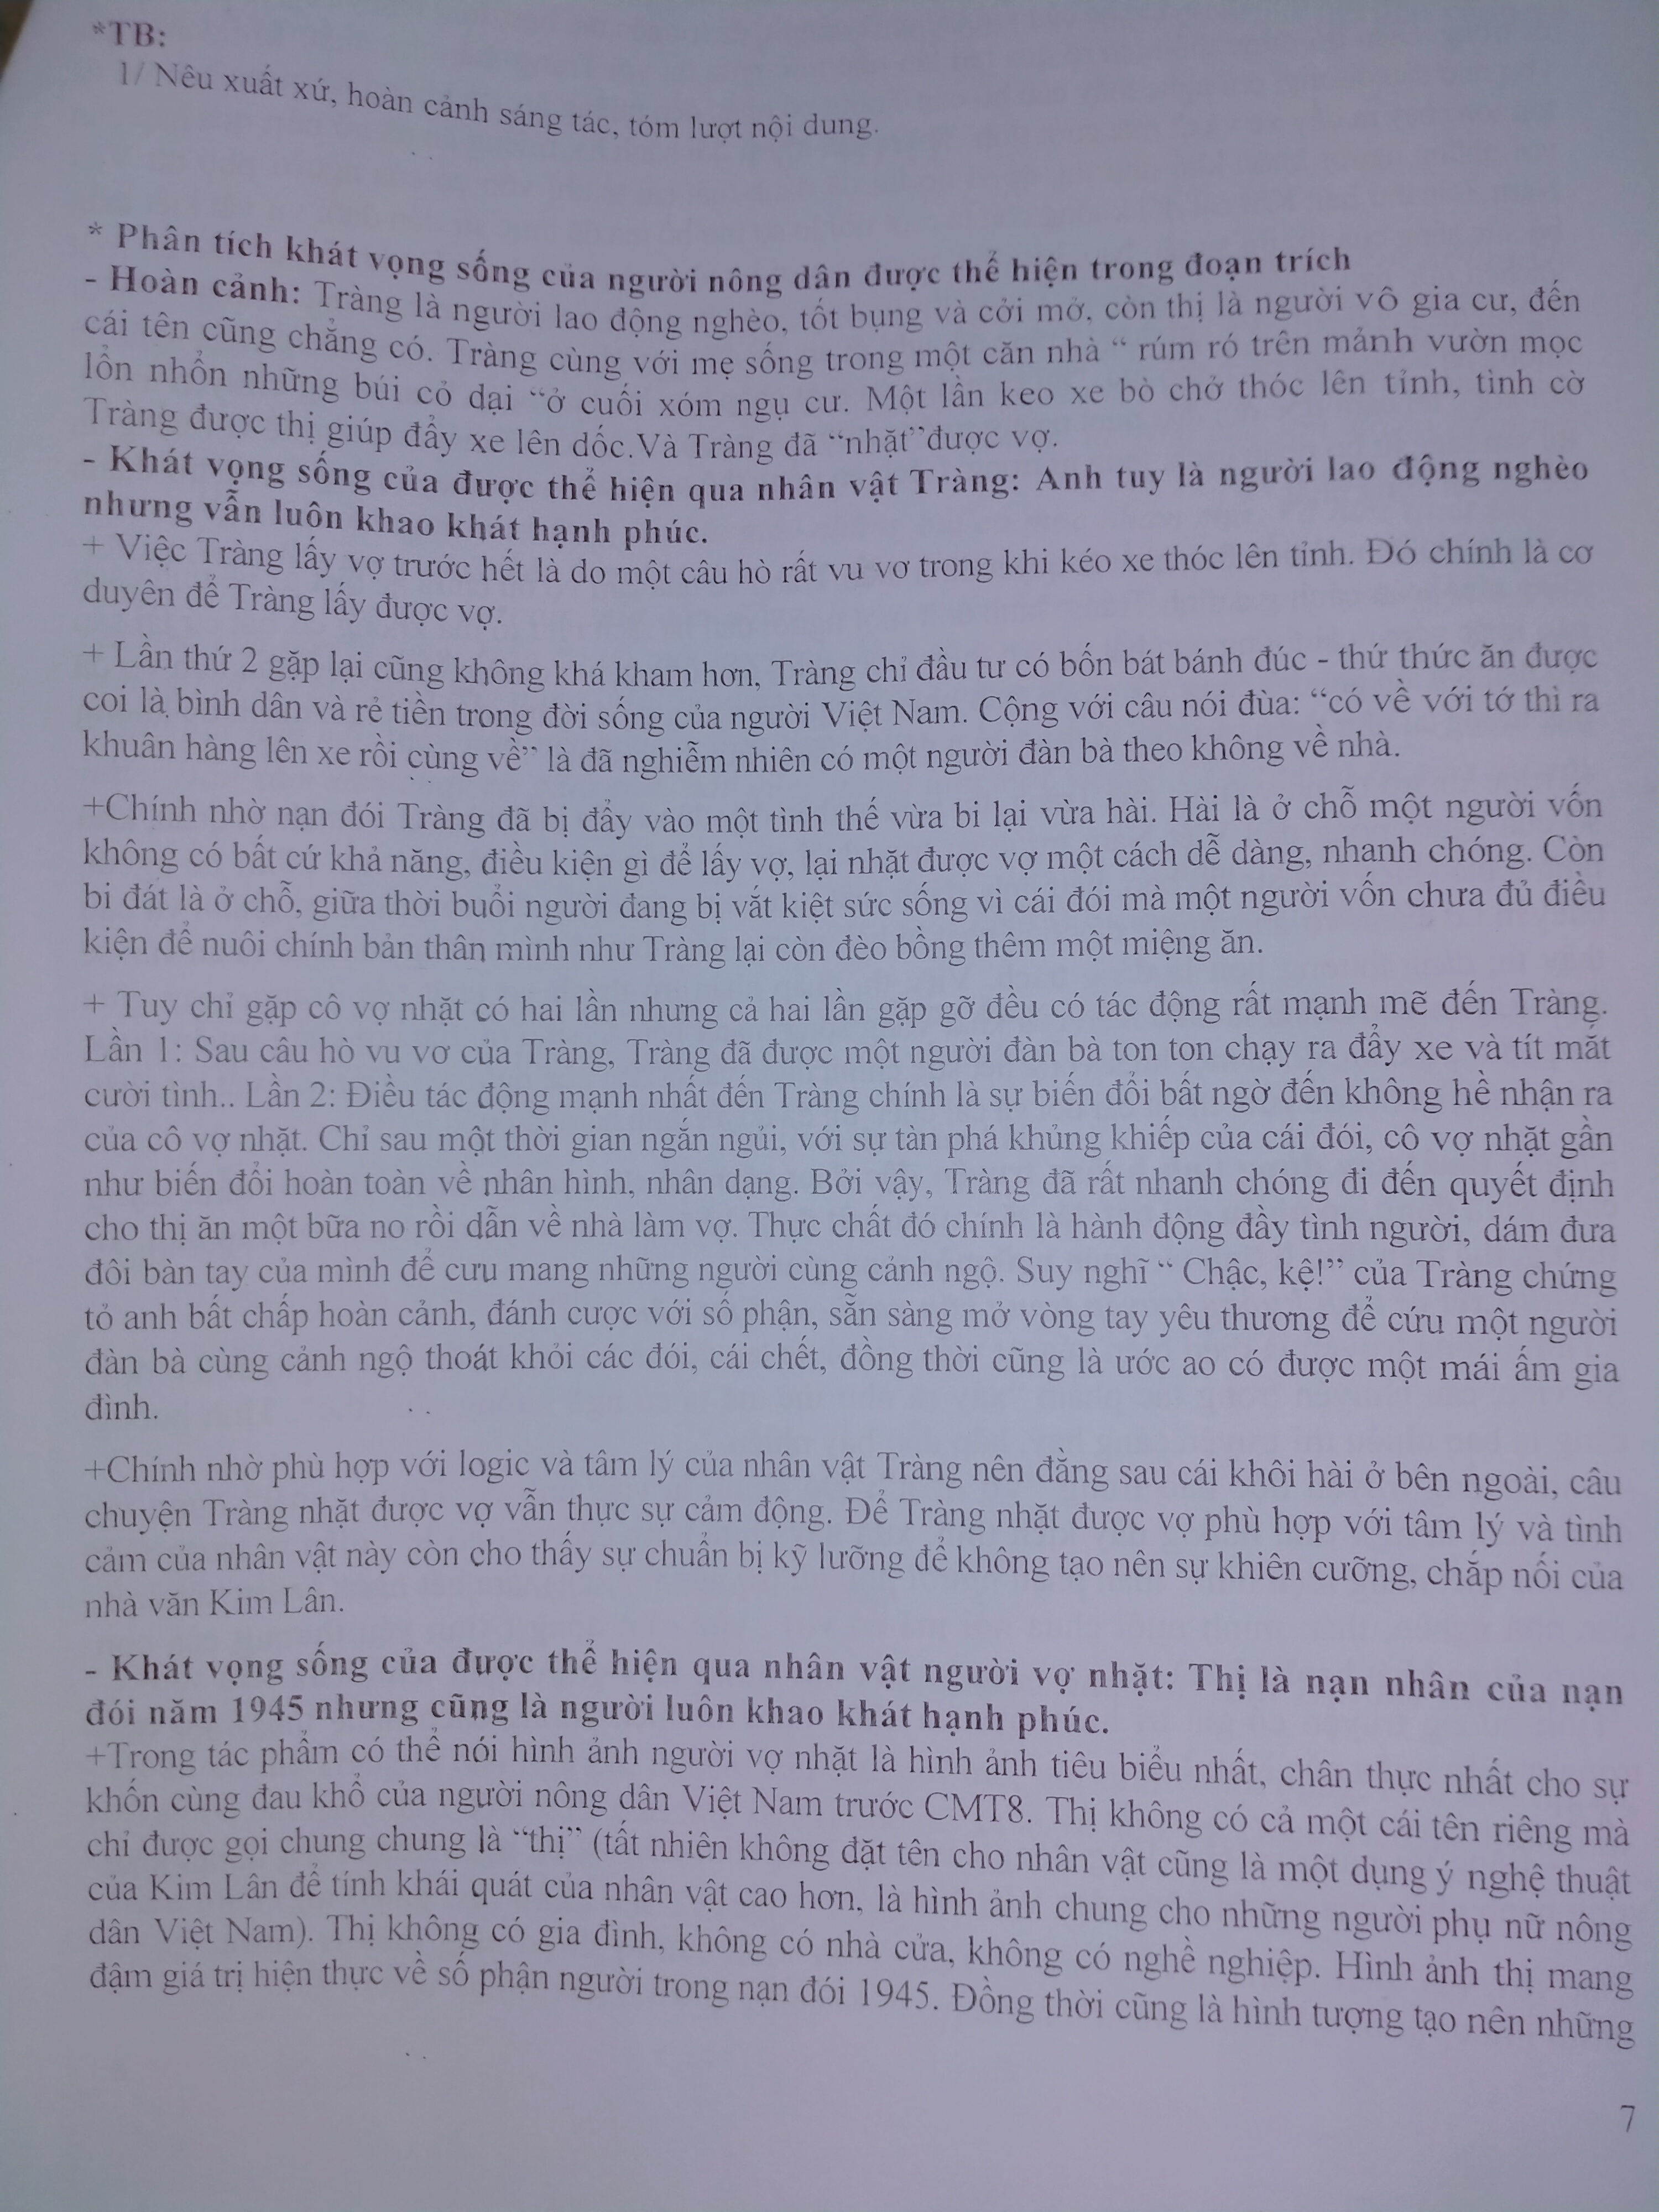 *TB:
1/ Nêu xuất xứ, hoàn cảnh sáng tác, tóm lượt nội dung.
* Phân tích khát vọng sống của người nông dân được thể hiện trong đoạn trích
- Hoàn cảnh: Tràng là người lao động nghèo, tốt bụng và cởi mở, còn thị là người vô gia cư, đến
cái tên cũng chẳng có. Tràng cùng với mẹ sống trong một căn nhà “ rúm ró trên mảnh vườn mọc
lổn nhổn những búi cỏ dại “ở cuối xóm ngụ cư. Một lần keo xe bò chở thóc lên tỉnh, tình cờ
Tràng được thị giúp đẩy xe lên dốc.Và Tràng đã “nhặt”được vợ.
- Khát vọng sống của được thể hiện qua nhân vật Tràng: Anh tuy là người lao động nghèo
nhưng vẫn luôn khao khát hạnh phúc.
+ Việc Tràng lấy vợ trước hết là do một câu hò rất vu vơ trong khi kéo xe thóc lên tỉnh. Đó chính là cơ
duyên để Tràng lấy được vợ.
+ Lần thứ 2 gặp lại cũng không khá kham hơn, Tràng chỉ đầu tư có bốn bát bánh đúc - thứ thức ăn được
coi là bình dân và rẻ tiền trong đời sống của người Việt Nam. Cộng với câu nói đùa: “có về với tớ thì ra
khuân hàng lên xe rồi cùng về” là đã nghiễm nhiên có một người đàn bà theo không về nhà.
+Chính nhờ nạn đói Tràng đã bị đẩy vào một tình thế vừa bi lại vừa hài. Hài là ở chỗ một người vốn
không có bất cứ khả năng, điều kiện gì để lấy vợ, lại nhặt được vợ một cách dễ dàng, nhanh chóng. Còn
bi đát là ở chỗ, giữa thời buổi người đang bị vắt kiệt sức sống vì cái đói mà một người vốn chưa đủ điều
kiện để nuôi chính bản thân mình như Tràng lại còn đèo bồng thêm một miệng ăn.
+ Tuy chỉ gặp cô vợ nhặt có hai lần nhưng cả hai lần gặp gỡ đều có tác động rất mạnh mẽ đến Tràng.
Lần 1: Sau câu hò vu vơ của Tràng, Tràng đã được một người đàn bà ton ton chạy ra đẩy xe và tít mắt
cười tình.. Lần 2: Điều tác động mạnh nhất đến Tràng chính là sự biến đổi bất ngờ đến không hề nhận ra
của cô vợ nhặt. Chỉ sau một thời gian ngắn ngủi, với sự tàn phá khủng khiếp của cái đói, cô vợ nhặt gần
như biến đổi hoàn toàn về nhân hình, nhân dạng. Bởi vậy, Tràng đã rất nhanh chóng đi đến quyết định
cho thị ăn một bữa no rồi dẫn về nhà làm vợ. Thực chất đó chính là hành động đầy tình người, dám đưa
đôi bàn tay của mình để cưu mang những người cùng cảnh ngộ. Suy nghĩ “ Chậc, kệ!” của Tràng chứng
tỏ anh bất chấp hoàn cảnh, đánh cược với số phận, sẵn sàng mở vòng tay yêu thương để cứu một người
đàn bà cùng cảnh ngộ thoát khỏi các đói, cái chết, đồng thời cũng là ước ao có được một mái ấm gia
đình.
+Chính nhờ phù hợp với logic và tâm lý của nhân vật Tràng nên đằng sau cái khôi hài ở bên ngoài, câu
chuyện Tràng nhặt được vợ vẫn thực sự cảm động. Để Tràng nhặt được vợ phù hợp với tâm lý và tình
cảm của nhân vật này còn cho thấy sự chuẩn bị kỹ lưỡng để không tạo nên sự khiên cưỡng, chắp nối của
nhà văn Kim Lân.
- Khát vọng sống của được thể hiện qua nhân vật người vợ nhặt: Thị là nạn nhân của nạn
đói năm 1945 nhưng cũng là người luôn khao khát hạnh phúc.
+Trong tác phẩm có thể nói hình ảnh người vợ nhặt là hình ảnh tiêu biểu nhất, chân thực nhất cho sự
khốn cùng đau khổ của người nông dân Việt Nam trước CMT8. Thị không có cả một cái tên riêng mà
chỉ được gọi chung chung là “thị” (tất nhiên không đặt tên cho nhân vật cũng là một dụng ý nghệ thuật
của Kim Lân để tính khái quát của nhân vật cao hơn, là hình ảnh chung cho những người phụ nữ nông
dân Việt Nam). Thị không có gia đình, không có nhà cửa, không có nghề nghiệp. Hình ảnh thị mang
đậm giá trị hiện thực về số phận người trong nạn đói 1945. Đồng thời cũng là hình tượng tạo nên những
7